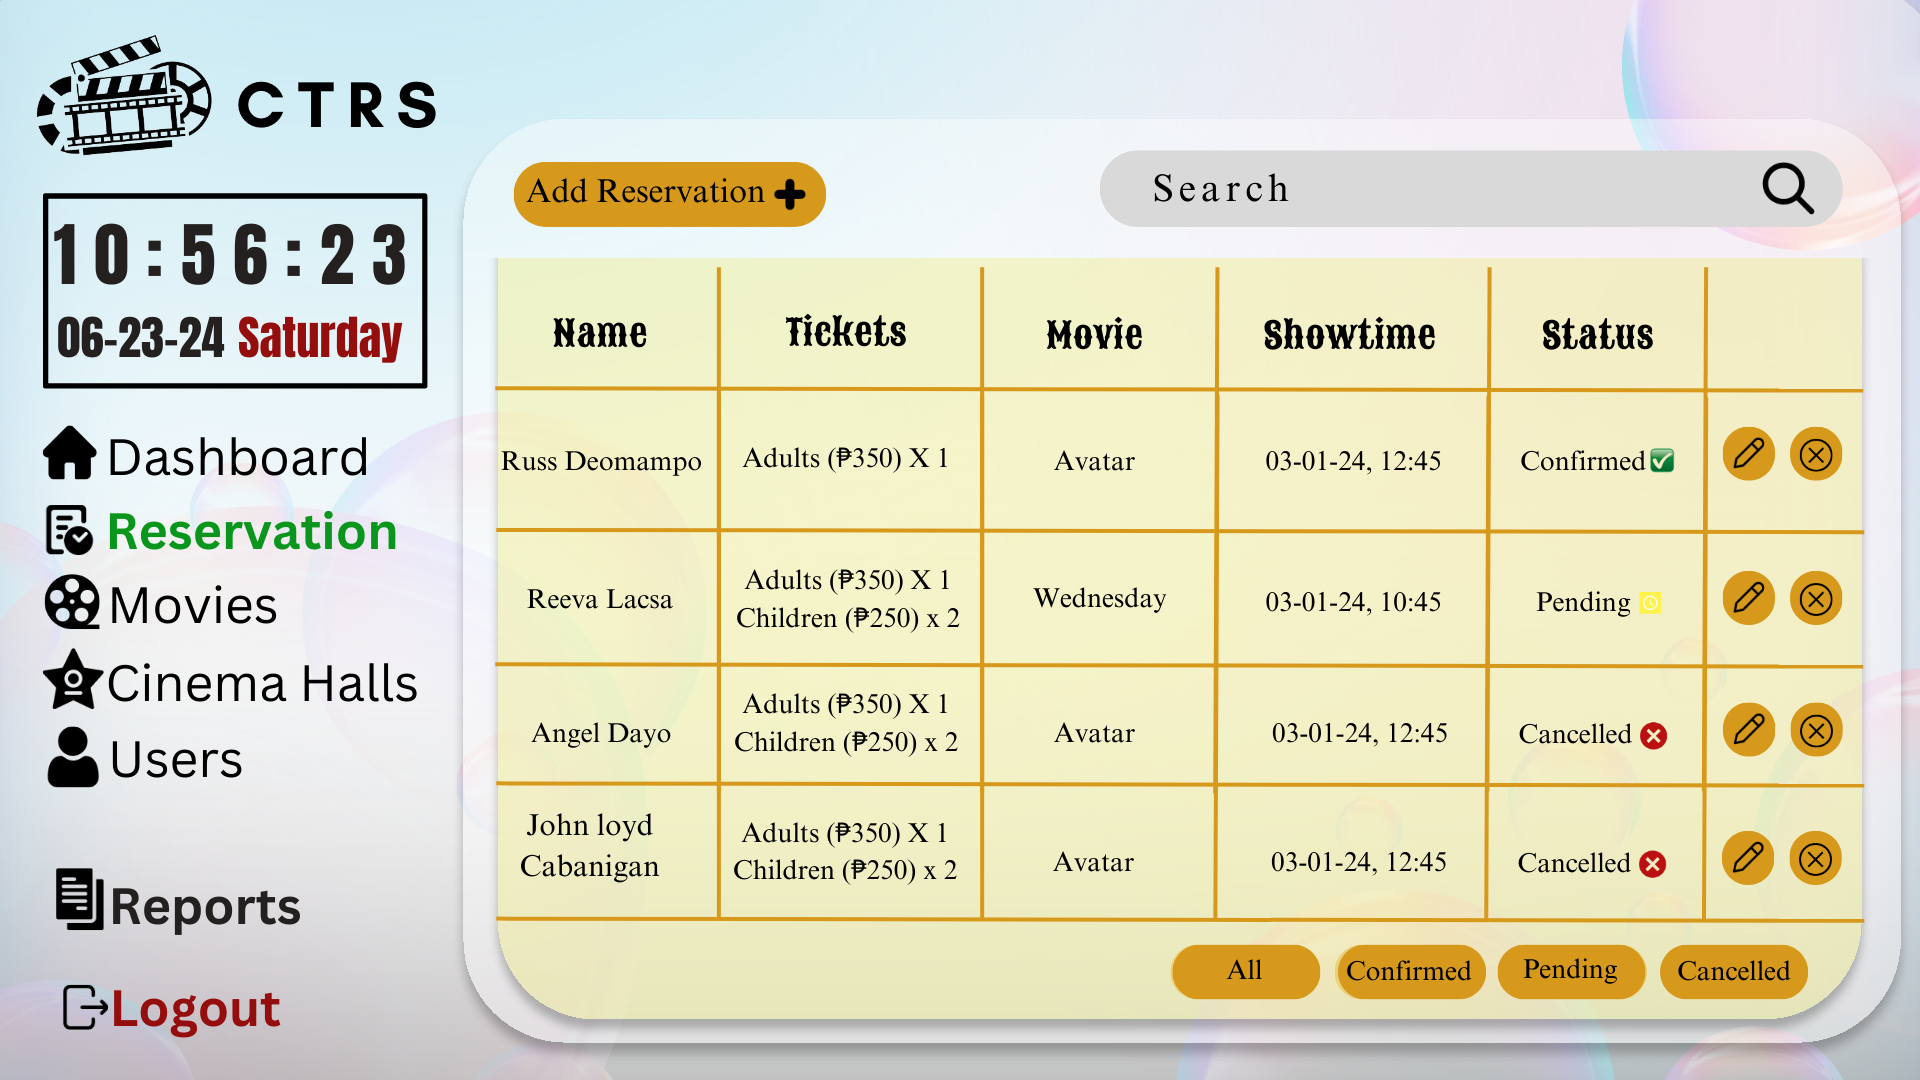 CTRS
10:56:23
06-23-24 Saturday
Dashboard
Reservation
Movies
Cinema Halls
Users
Reports
Logout
Add Reservation
Search
Name Tickets Movie Showtime Status
Russ Deomampo Adults (₱350) X 1 Avatar 03-01-24, 12:45 Confirmed
Reeva Lacsa Adults (₱350) X 1 Wednesday 03-01-24, 10:45 Pending
Children (₱250) x 2
Angel Dayo Adults (₱350) X 1 Avatar 03-01-24, 12:45 Cancelled
Children (₱250) x 2
John loyd Adults (₱350) X 1 Avatar 03-01-24, 12:45 Cancelled
Cabanigan Children (₱250) x 2
All Confirmed Pending Cancelled